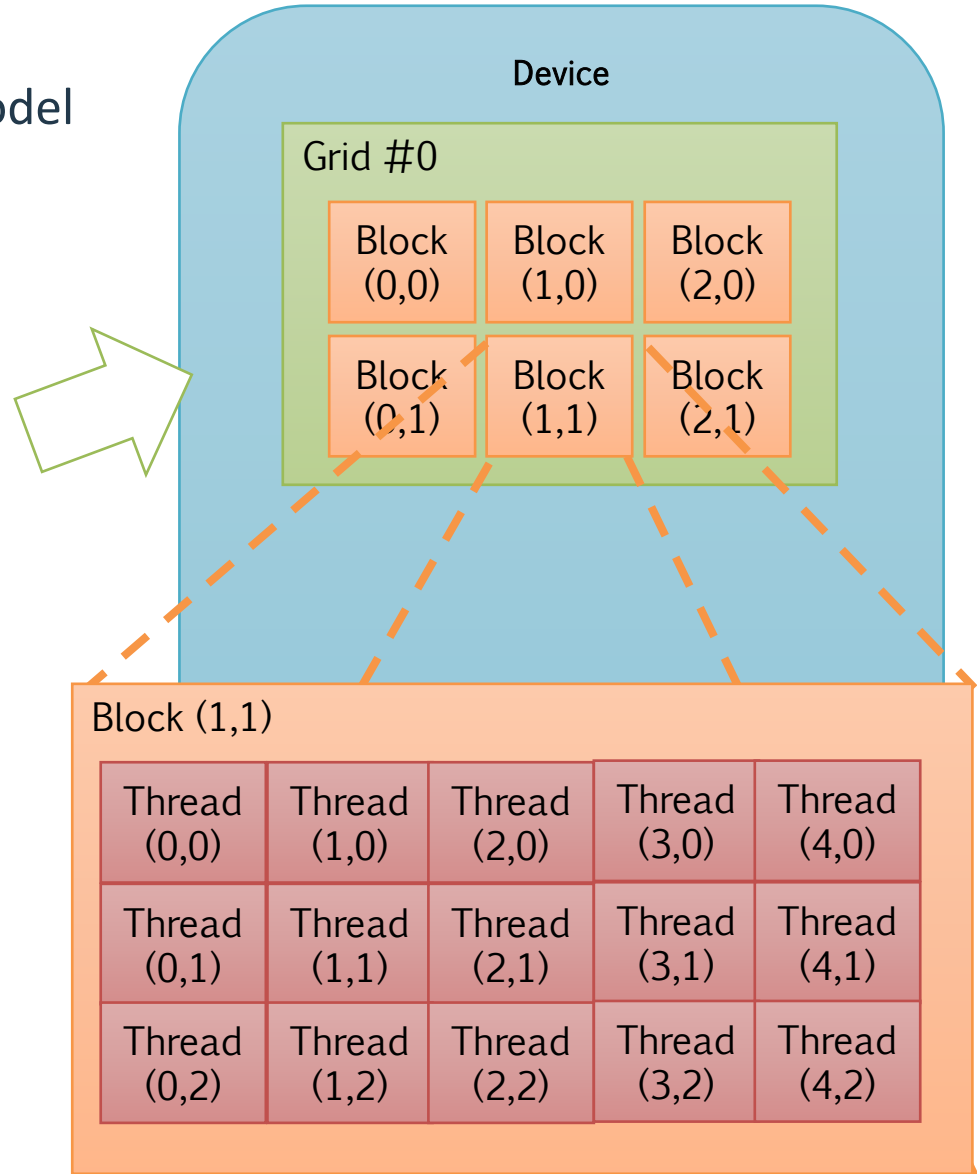 odel
Device
Grid #0
Block Block Block
(0,0) (1,0) (2,0)
Block Block Block
(0,1) (1,1) (2,1)
Block (1,1)
Thread Thread Thread Thread Thread
(0,0) (1,0) (2,0) (3,0) (4,0)
Thread Thread Thread Thread Thread
(0,1) (1,1) (2,1) (3,1) (4,1)
Thread Thread Thread Thread Thread
(0,2) (1,2) (2,2) (3,2) (4,2)